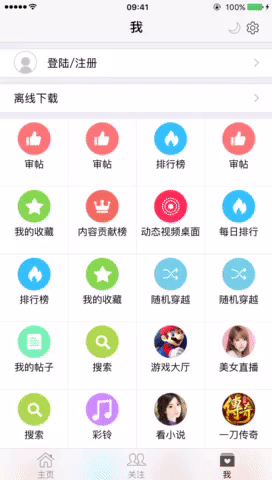 09:41
100%
我
登陆/注册
离线下载
审帖 审帖 排行榜 审帖
我的收藏 内容贡献榜 动态视频桌面 每日排行
排行榜 我的收藏 随机穿越 随机穿越
我的帖子 搜索 游戏大厅 美女直播
传奇
搜索 彩铃 看小说 一刀传奇
主页 关注 我